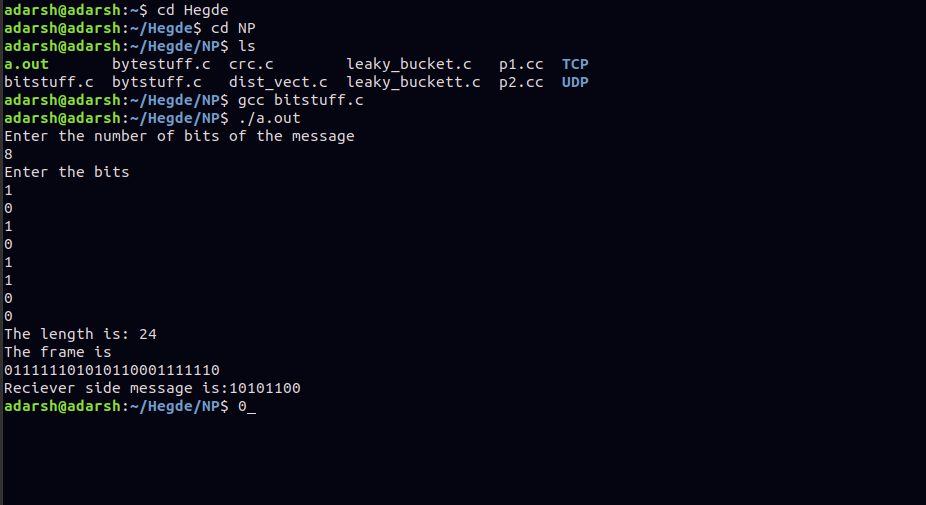 adarsh@adarsh:~$ cd Hegde
adarsh@adarsh:~/Hegde$ cd NP
adarsh@adarsh:~/Hegde/NP$ ls
a.out       bytestuff.c  crc.c        leaky_bucket.c   p1.cc  TCP
bitstuff.c  bytstuff.c   dist_vect.c  leaky_buckett.c  p2.cc  UDP
adarsh@adarsh:~/Hegde/NP$ gcc bitstuff.c
adarsh@adarsh:~/Hegde/NP$ ./a.out
Enter the number of bits of the message
8
Enter the bits
1
0
1
0
1
1
0
0
The length is: 24
The frame is
011111101010110001111110
Reciever side message is:10101100
adarsh@adarsh:~/Hegde/NP$ 0_